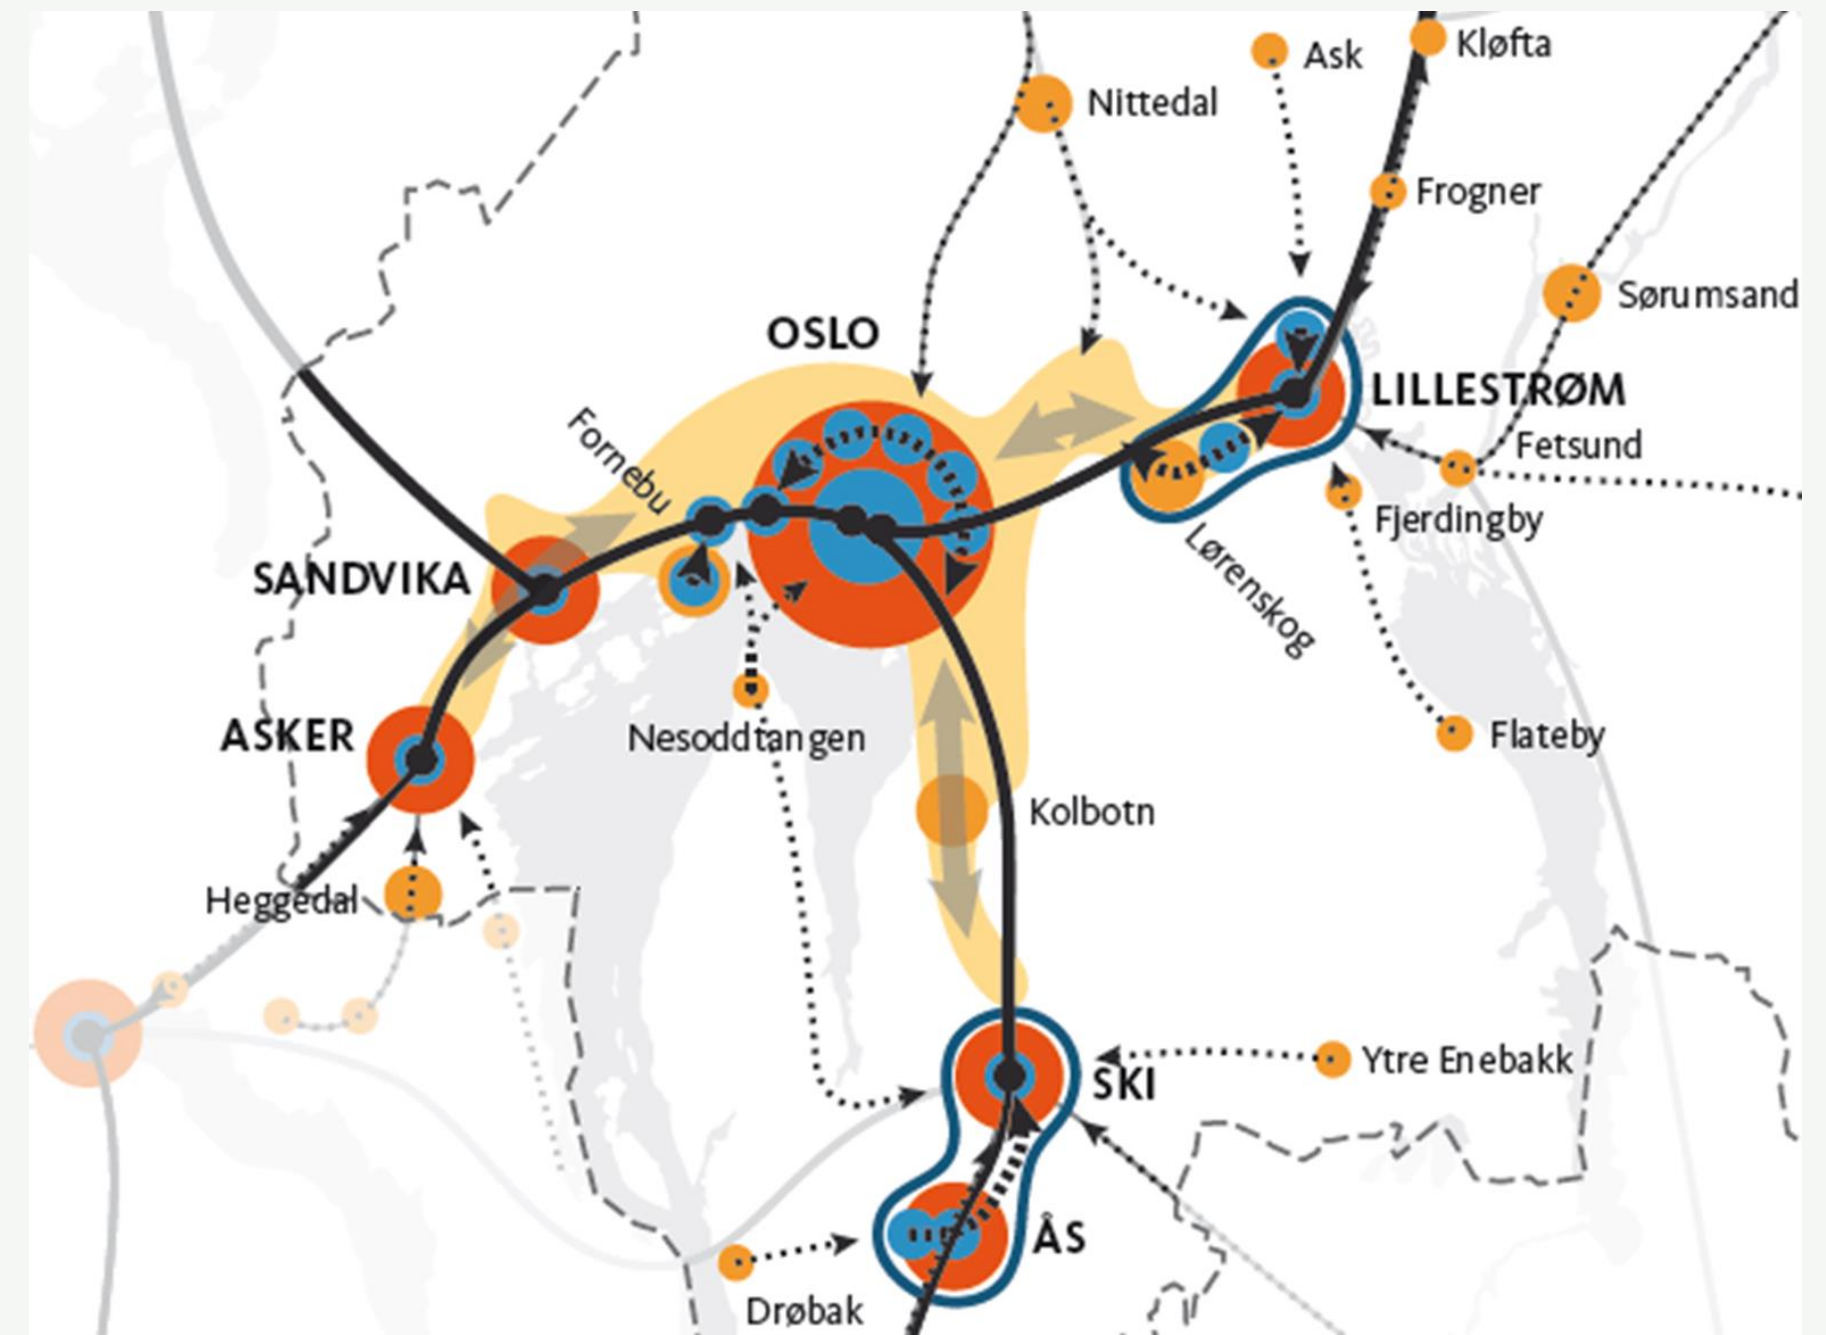 Kløfta
Ask
Nittedal
Frogner
Sørumsand
OSLO
LILLESTRØM
Fornebu
Fetsund
Fjerdingby
SANDVIKA
Lørenskog
ASKER
Nesoddtangen
Flateby
Kolbotn
Heggedal
Ytre Enebakk
SKI
ÅS
Drøbak